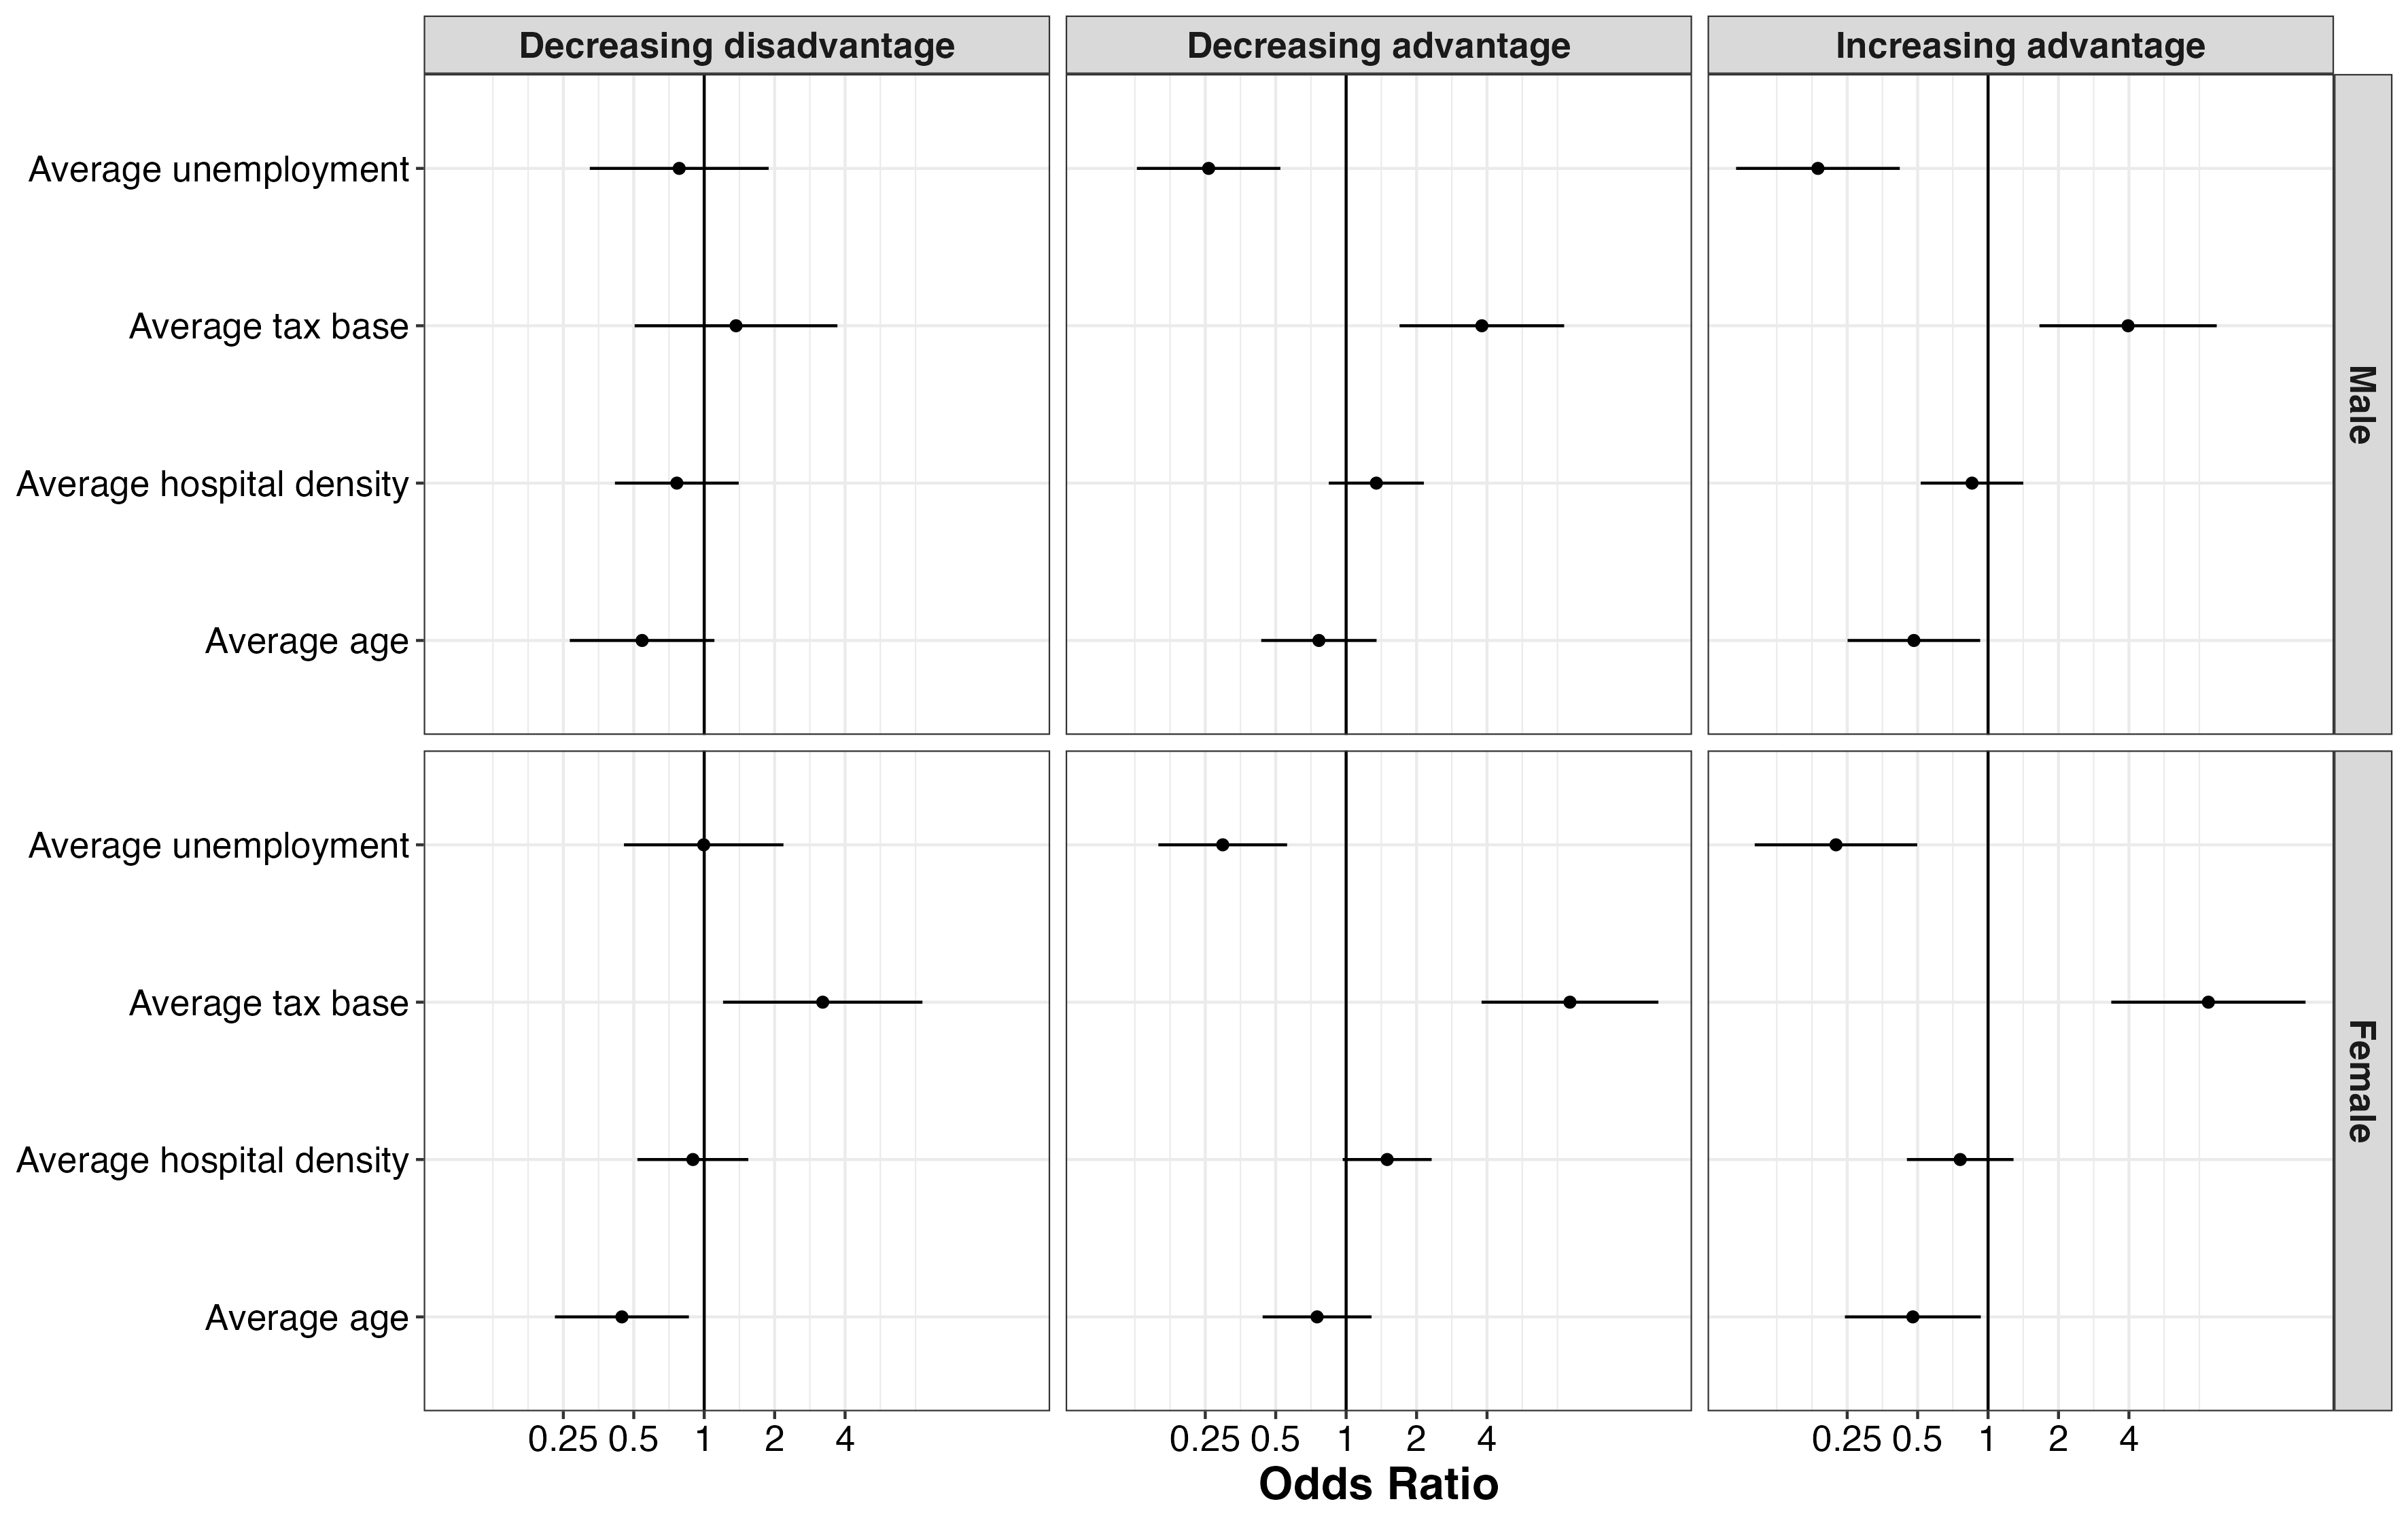 Decreasing disadvantage
Decreasing advantage
Increasing advantage
Average unemployment
Average tax base
Average hospital density
Average age
Male
Average unemployment
Average tax base
Average hospital density
Average age
Female
0.25 0.5 1 2 4
0.25 0.5 1 2 4
0.25 0.5 1 2 4
Odds Ratio